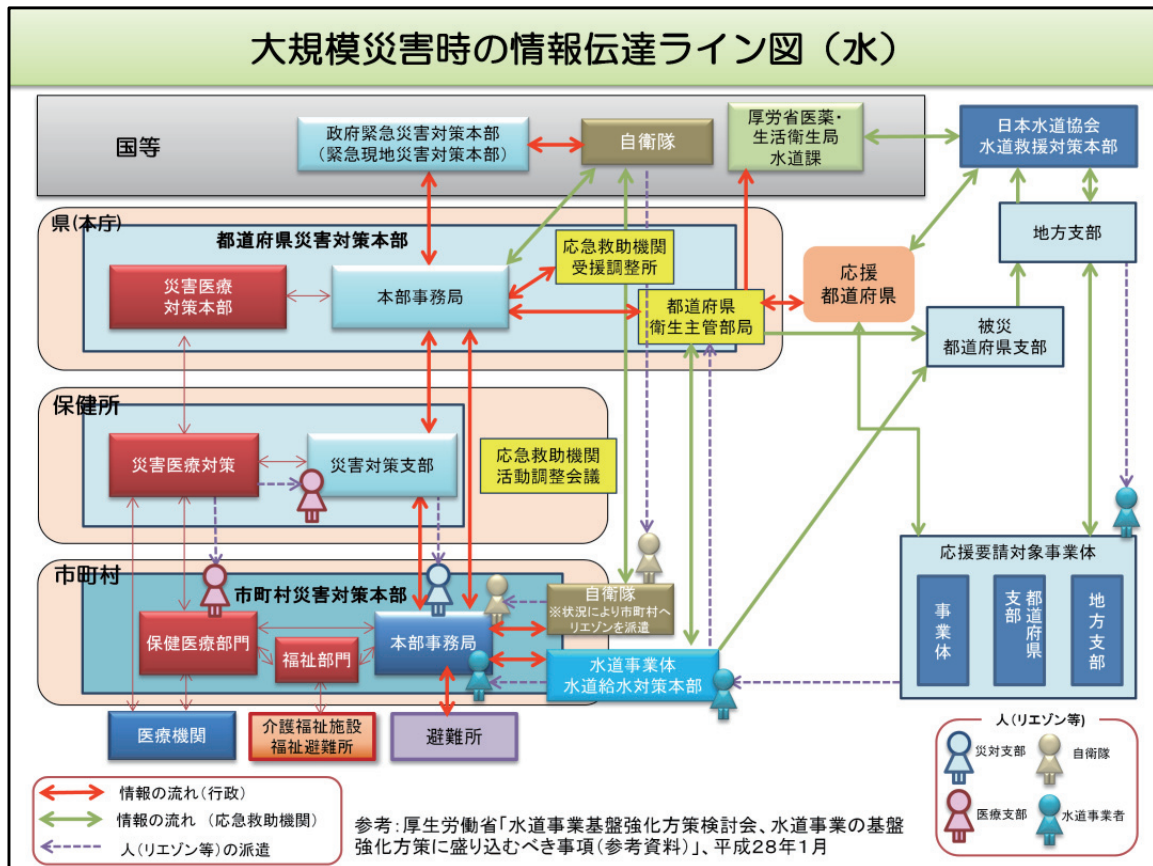 大規模災害時の情報伝達ライン図（水）
国等
政府緊急災害対策本部
（緊急現地災害対策本部）
自衛隊
厚労省医薬・
生活衛生局
水道課
日本水道協会
水道救援対策本部
県(本庁)
都道府県災害対策本部
応急救助機関
受援調整所
地方支部
災害医療
対策本部
本部事務局
都道府県
衛生主管部局
応援
都道府県
被災
都道府県支部
保健所
災害医療対策
災害対策支部
応急救助機関
活動調整会議
市町村
市町村災害対策本部
保健医療部門
福祉部門
本部事務局
自衛隊
※状況により市町村へ
リエゾンを派遣
水道事業体
水道給水対策本部
応援要請対象事業体
事業体
都道府県
支部
地方支部
医療機関
介護福祉施設
福祉避難所
避難所
人(リエゾン等)
災対支部
自衛隊
医療支部
水道事業者
情報の流れ(行政)
情報の流れ （応急救助機関）
人(リエゾン等)の派遣
参考：厚生労働省「水道事業基盤強化方策検討会、水道事業の基盤
強化方策に盛り込むべき事項(参考資料)」、平成28年1月